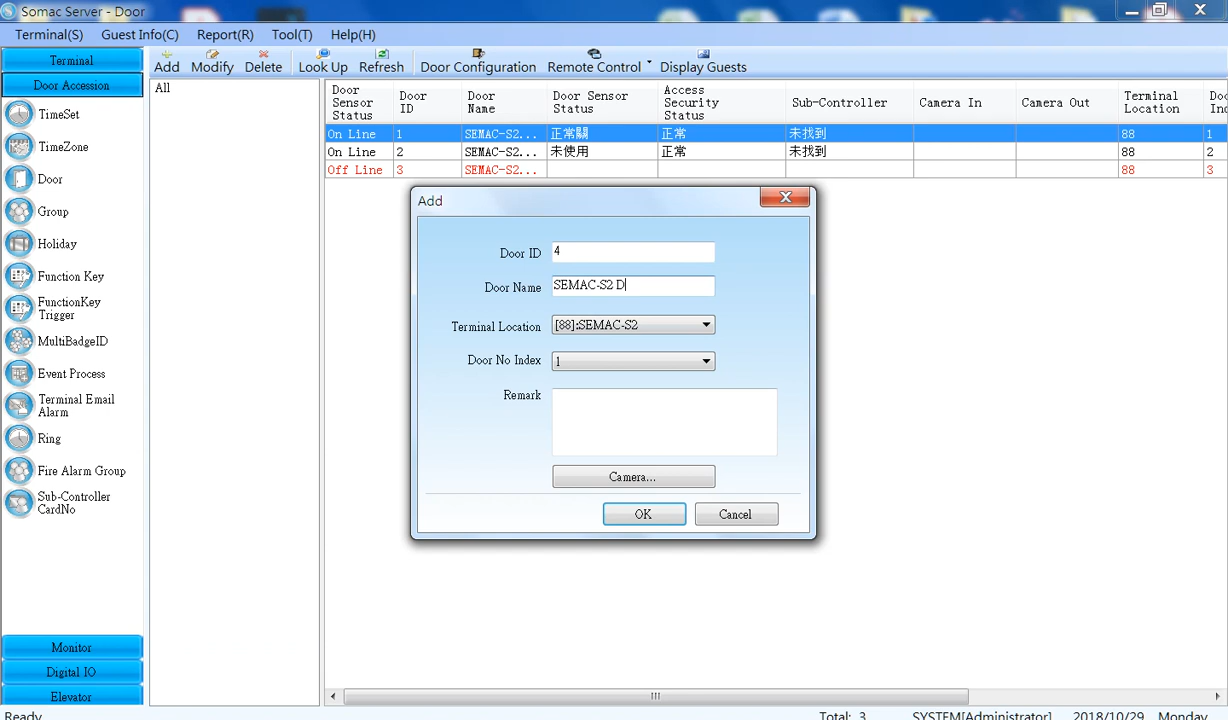 Somac Server - Door
Terminal(S) Guest Info(C) Report(R) Tool(T) Help(H)
Terminal
Door Accession
TimeSet
TimeZone
Door
Group
Holiday
Function Key
FunctionKey
Trigger
MultiBadgeID
Event Process
Terminal Email
Alarm
Ring
Fire Alarm Group
Sub-Controller
CardNo
Monitor
Digital IO
Elevator
Add Modify Delete Look Up Refresh Door Configuration Remote Control Display Guests
All
Door Sensor Status Door ID Door Name Door Sensor Status Access Security Status Sub-Controller Camera In Camera Out Terminal Location
On Line 1 SEMAC-S2... 正常關 正常 未找到 88 1
On Line 2 SEMAC-S2... 未使用 正常 未找到 88 2
Off Line 3 SEMAC-S2... 88 3
Add
Door ID 4
Door Name SEMAC-S2 D
Terminal Location [88]:SEMAC-S2
Door No Index 1
Remark
Camera...
OK Cancel
Ready Total: 3 SYSTEM[Administrator] 2018/10/29 Monday